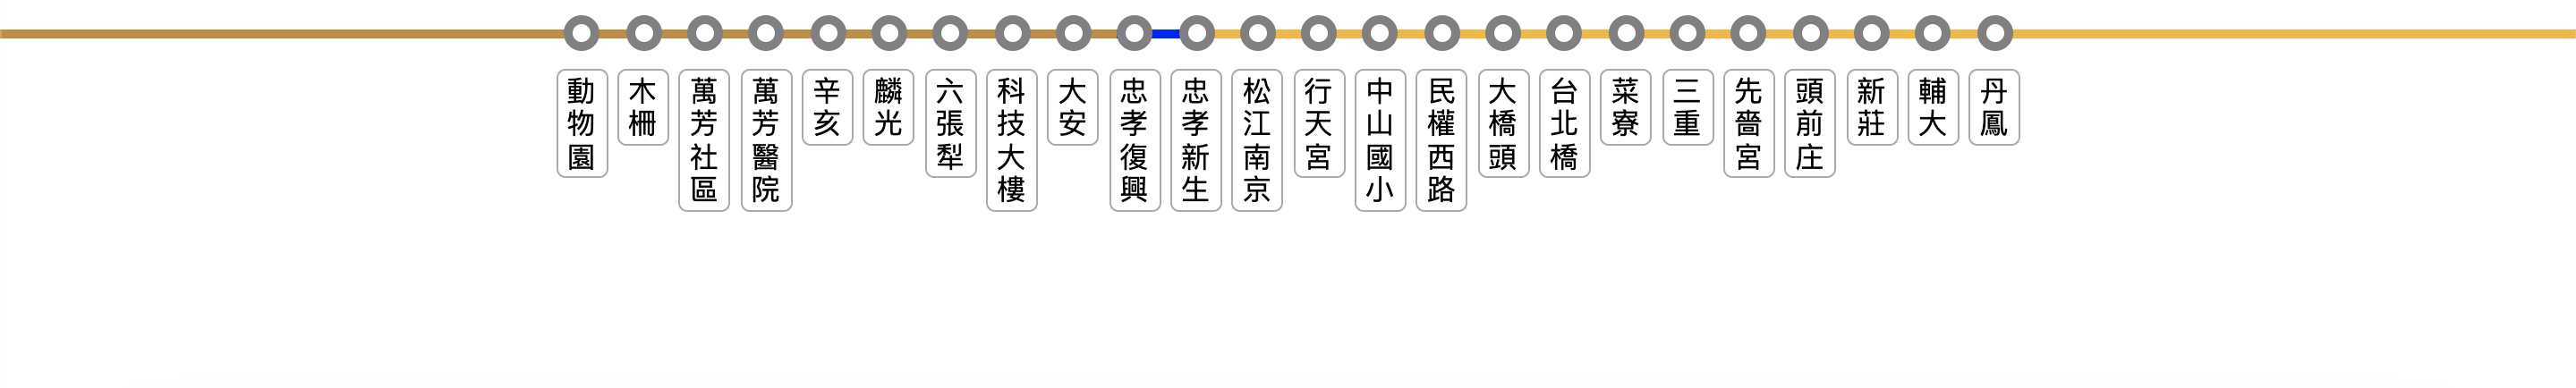 動物園
木柵
萬芳社區
萬芳醫院
辛亥
麟光
六張犁
科技大樓
大安
忠孝復興
忠孝新生
松江南京
行天宮
中山國小
民權西路
大橋頭
台北橋
菜寮
三重
先嗇宮
頭前庄
新莊
輔大
丹鳳